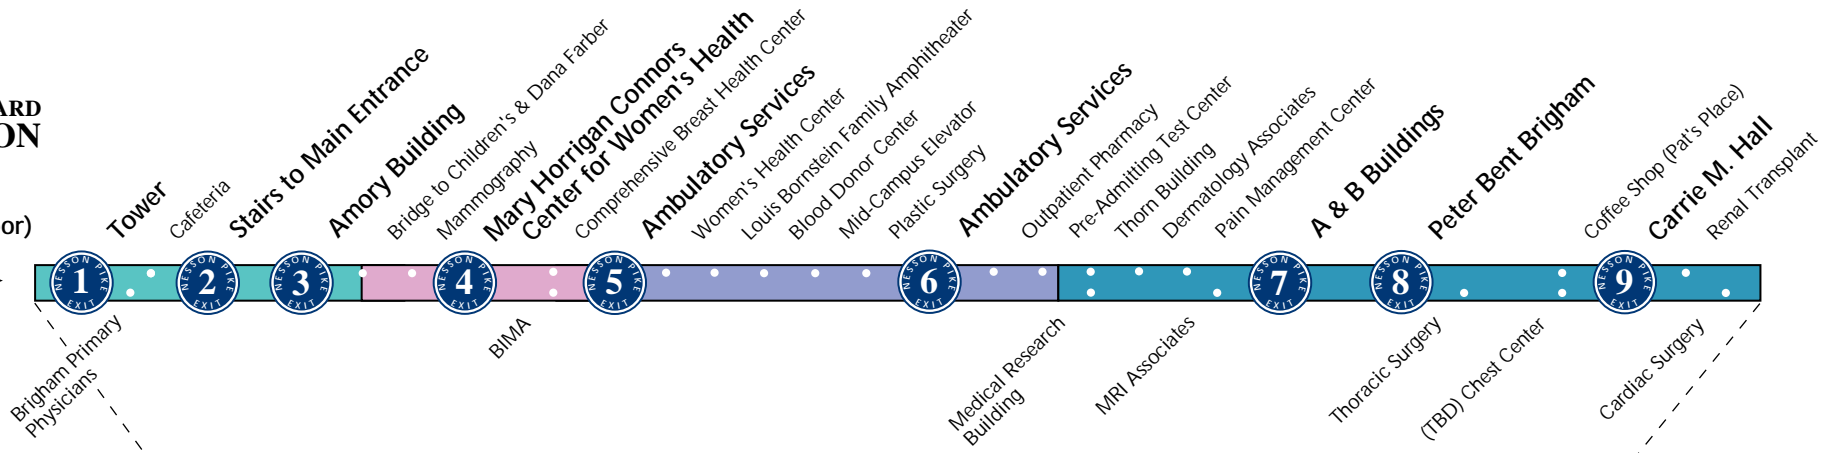 ARD
ON
or)
Tower
Cafeteria
Stairs to Main Entrance
Amory Building
Bridge to Children's & Dana Farber
Mammography
Mary Horrigan Connors
Center for Women's Health
Comprehensive Breast Health Center
Ambulatory Services
Women's Health Center
Louis Bornstein Familly Amphitheater
Blood Donor Center
Mid-Campus Elevator
Plastic Surgery
Ambulatory Services
Outpatient Pharmacy
Pre-Admitting Test Center
Thorn Building
Dermatology Associates
Pain Management Center
A & B Buildings
Peter Bent Brigham
Coffee Shop (Pat's Place)
Carrie M. Hall
Renal Transplant
NESSON PIKE 1 EXIT
NESSON PIKE 2 EXIT
NESSON PIKE 3 EXIT
NESSON PIKE 4 EXIT
NESSON PIKE 5 EXIT
NESSON PIKE 6 EXIT
NESSON PIKE 7 EXIT
NESSON PIKE 8 EXIT
NESSON PIKE 9 EXIT
Brigham Primary
Physicians
BIMA
Medical Research
Building
MRI Associates
Thoracic Surgery
(TBD) Chest Center
Cardiac Surgery